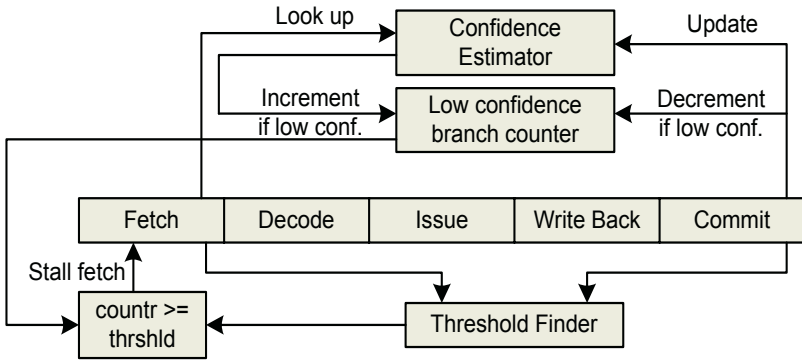 Look up
Confidence
Estimator
Update
Increment
if low conf.
Low confidence
branch counter
Decrement
if low conf.
Fetch
Decode
Issue
Write Back
Commit
Stall fetch
countr >=
thrshld
Threshold Finder